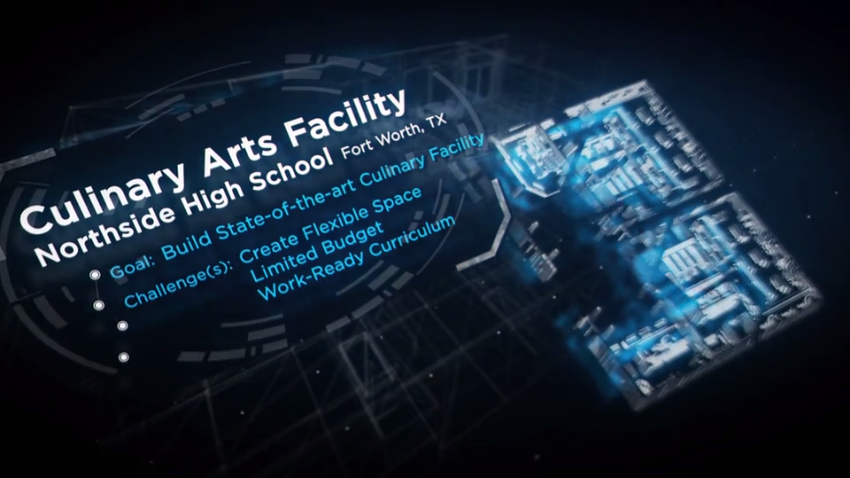 Culinary Arts Facility
Northside High School Fort Worth, TX
Goal: Build State-of-the-art Culinary Facility
Challenge(s): Create Flexible Space
Limited Budget
Work-Ready Curriculum